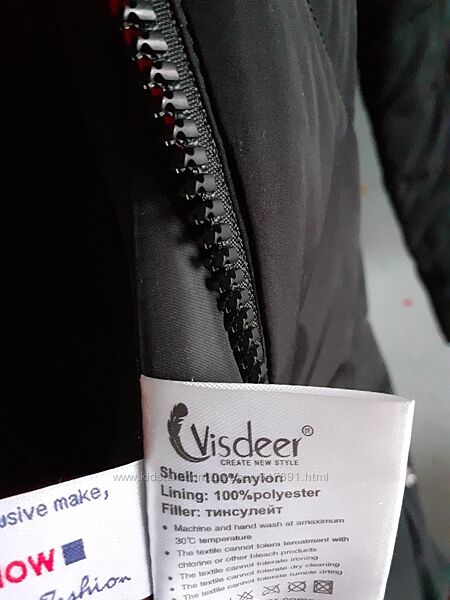 Visdeer®
CREATE NEW STYLE
Shell: 100%nylon
Lining: 100%polyester
Filler: тинсулейт
• Machine and hand wash at amaximum
30℃ temperature
• The textile cannot tolera teroatment with
chlorine or other bleach products
• The textile cannot tolerate ironing
• The textile cannot tolerate dry cleaning
• The textile cannot tolerate tumble driing
usive make,
NOW
Fashion